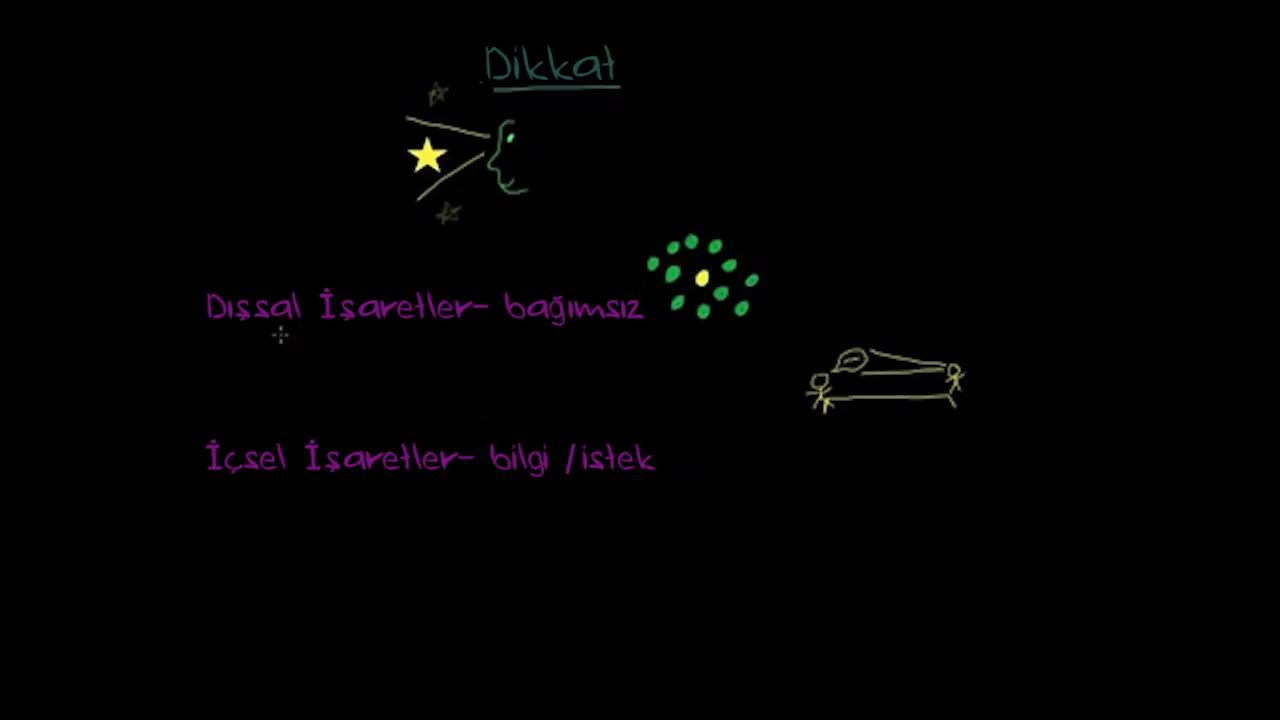 Dikkat
Dışsal İşaretler- bağımsız
İçsel İşaretler- bilgi /istek